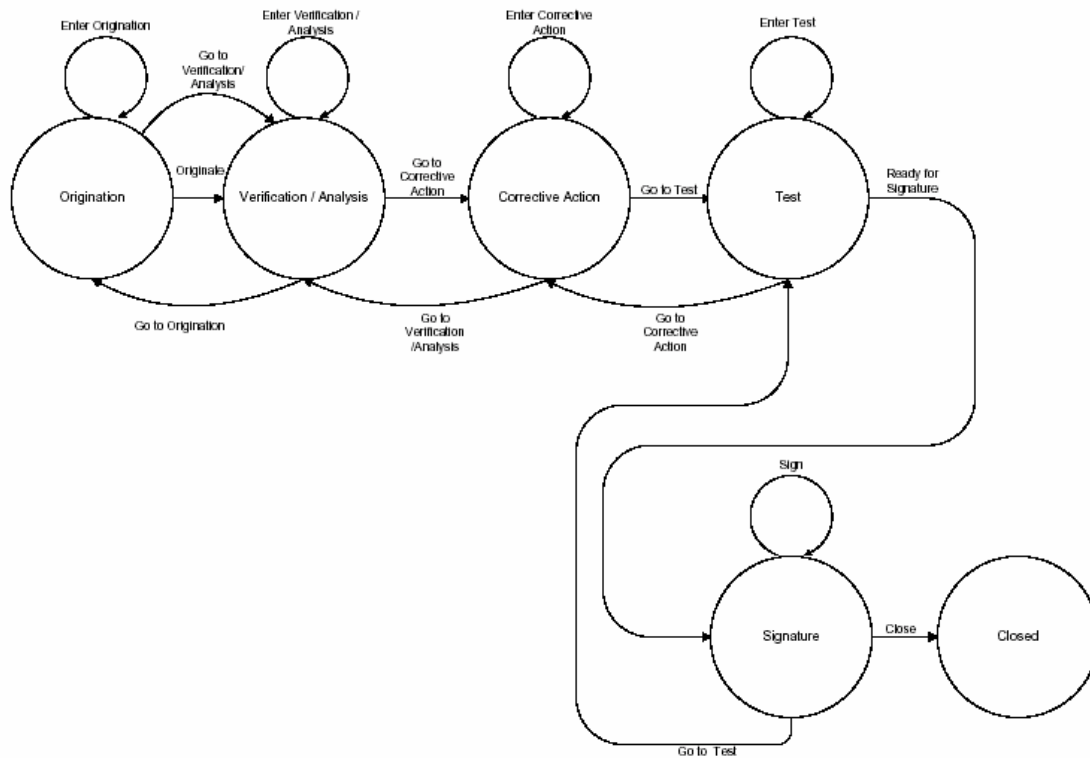 Enter Origination
Enter Verification /
Analysis
Enter Corrective
Action
Enter Test
Go to
Verification/
Analysis
Originate
Go to
Corrective
Action
Go to Test
Ready for
Signature
Origination
Verification / Analysis
Corrective Action
Test
Go to Origination
Go to
Verification
/Analysis
Go to
Corrective
Action
Sign
Signature
Close
Closed
Go to Test